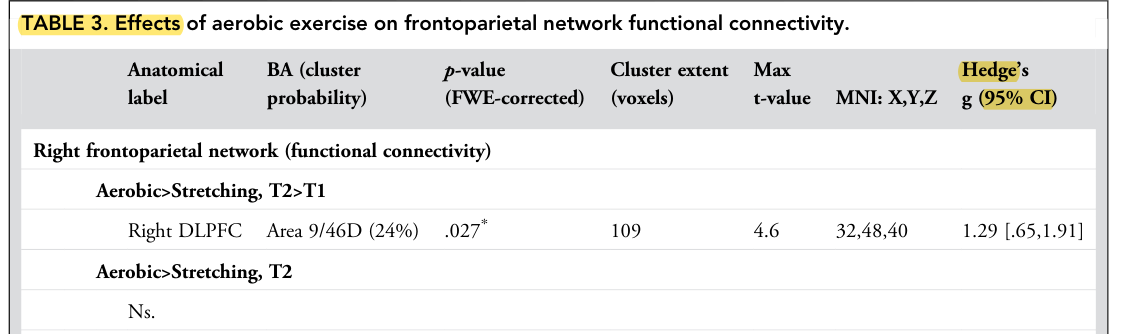 TABLE 3. Effects of aerobic exercise on frontoparietal network functional connectivity.
Anatomical label BA (cluster probability) p-value (FWE-corrected) Cluster extent (voxels) Max t-value MNI: X,Y,Z Hedge's g (95% CI)
Right frontoparietal network (functional connectivity)
Aerobic>Stretching, T2>T1
Right DLPFC Area 9/46D (24%) .027* 109 4.6 32,48,40 1.29 [.65,1.91]
Aerobic>Stretching, T2
Ns.